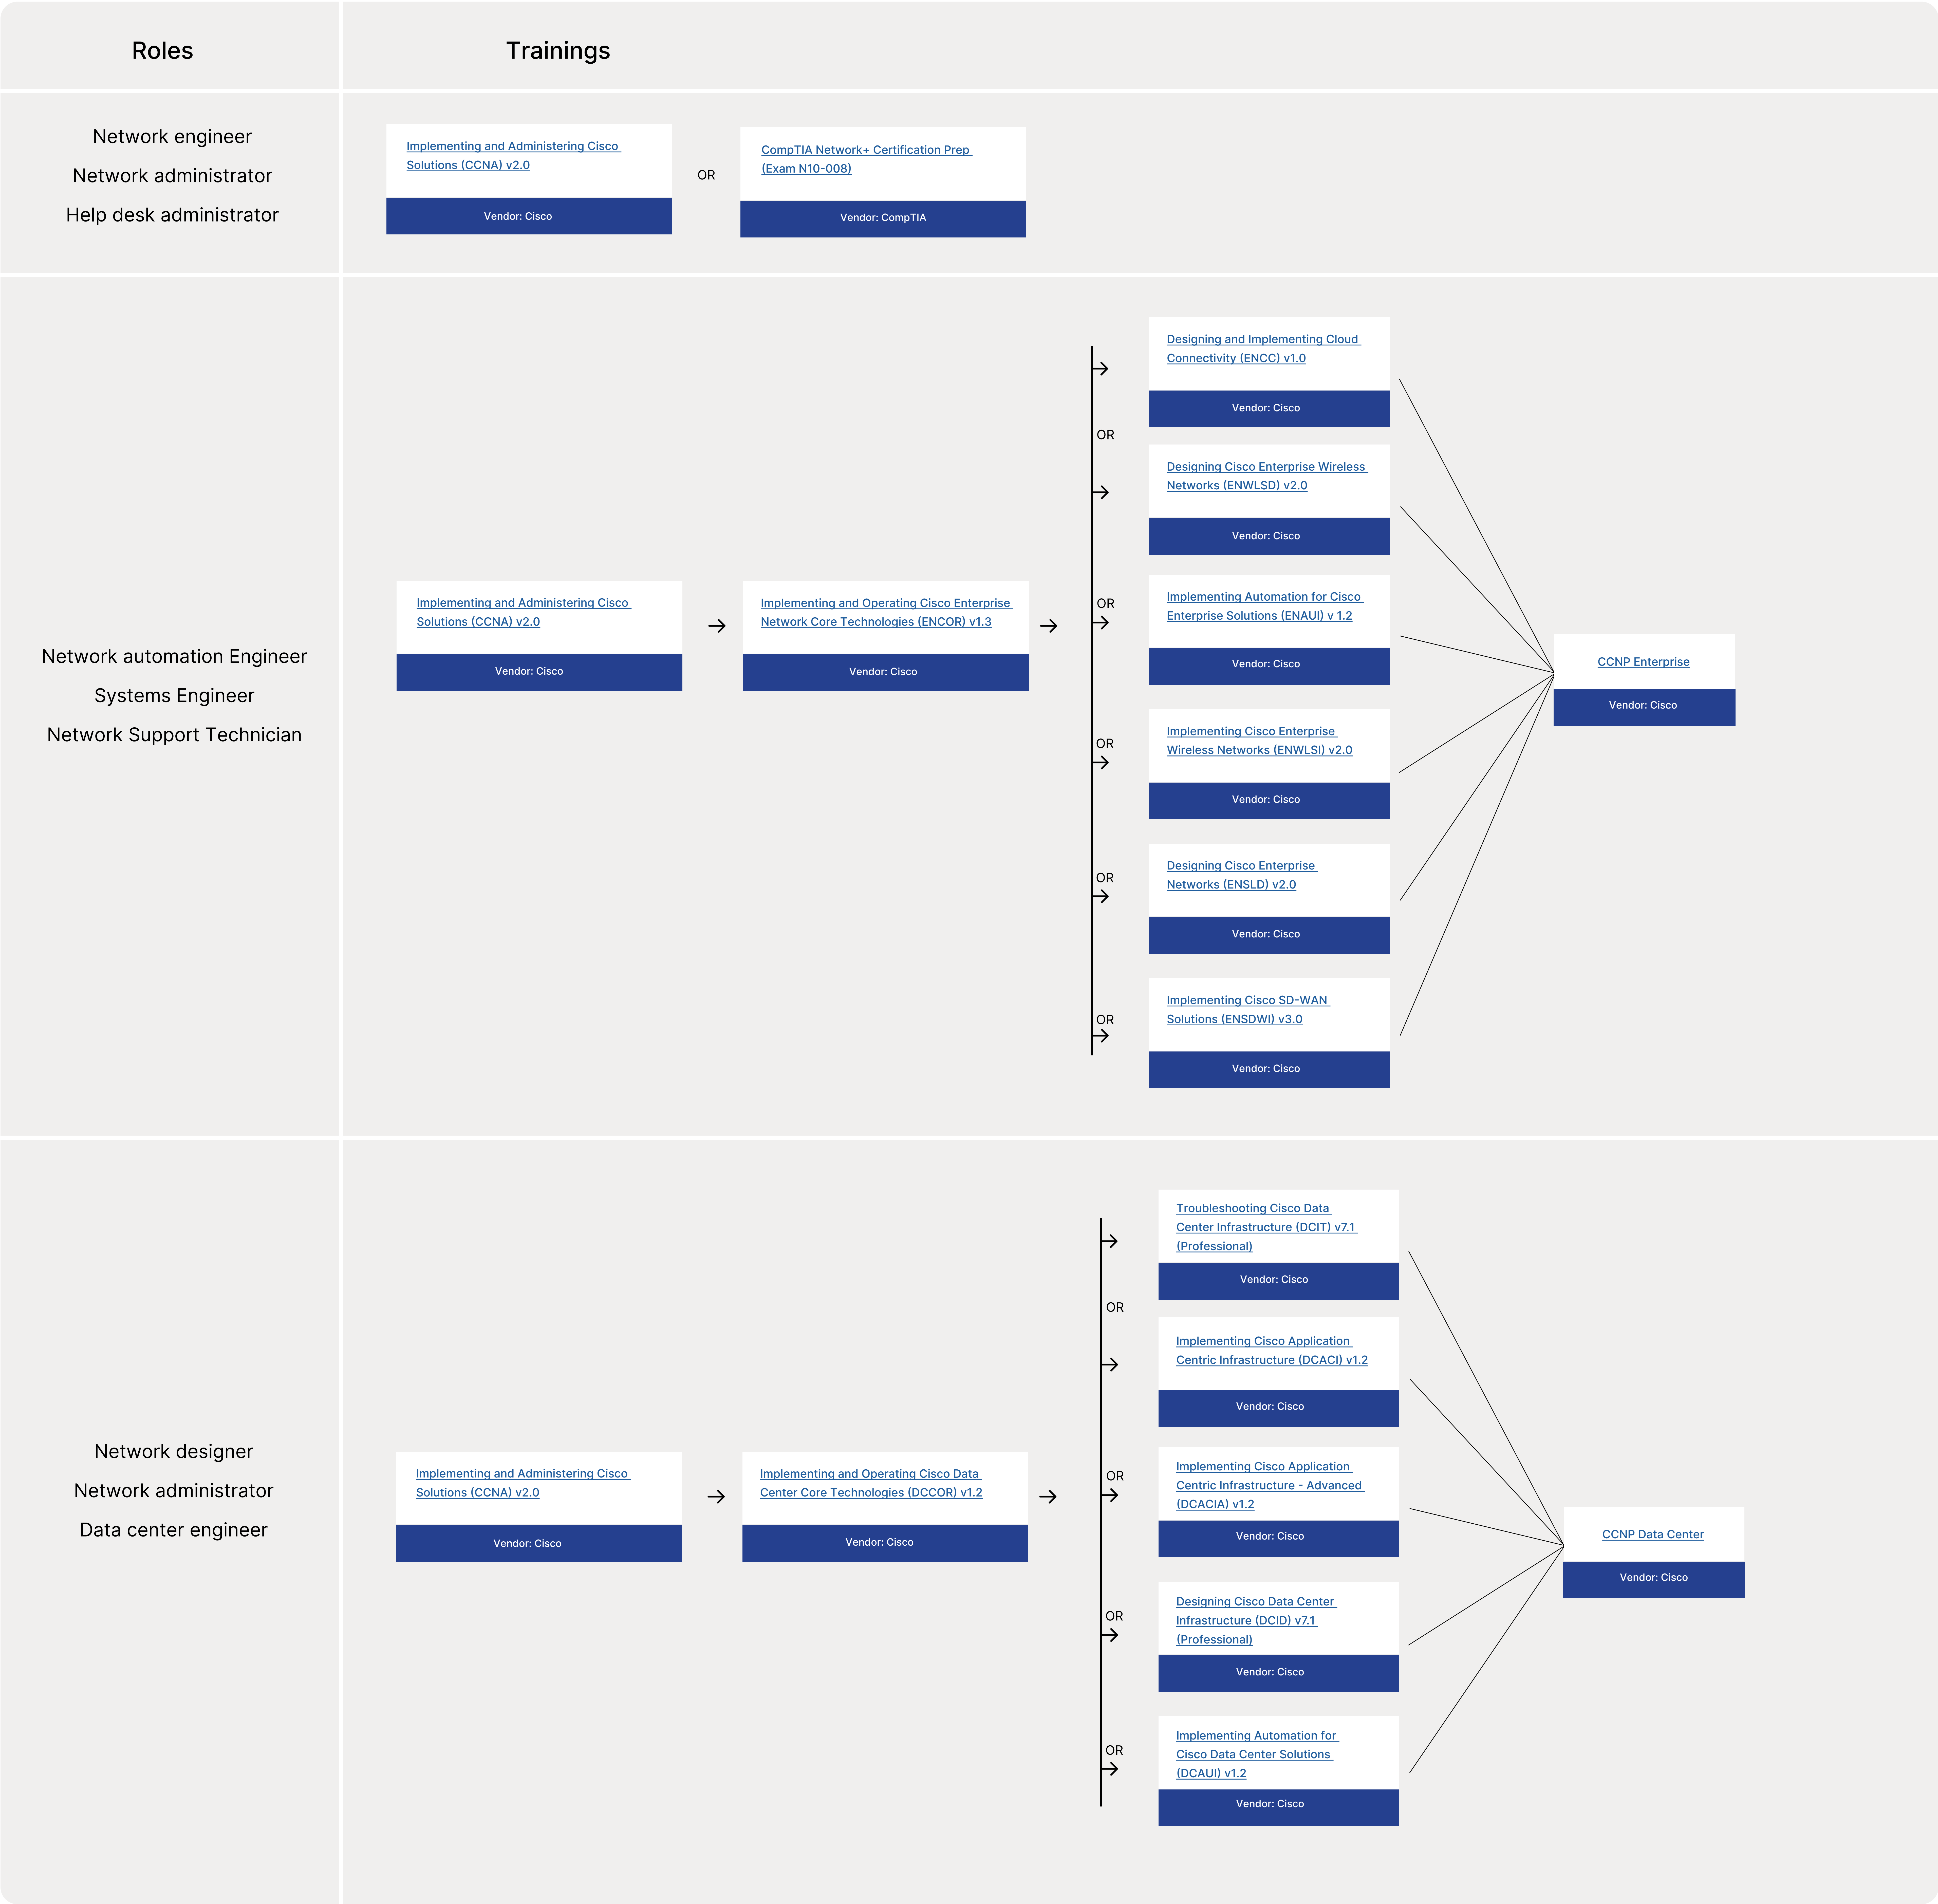 Roles
Trainings
Network engineer
Network administrator
Help desk administrator
Implementing and Administering Cisco
Solutions (CCNA) v2.0
Vendor: Cisco
OR
CompTIA Network+ Certification Prep
(Exam N10-008)
Vendor: CompTIA
Network automation Engineer
Systems Engineer
Network Support Technician
Implementing and Administering Cisco
Solutions (CCNA) v2.0
Vendor: Cisco
Implementing and Operating Cisco Enterprise
Network Core Technologies (ENCOR) v1.3
Vendor: Cisco
Designing and Implementing Cloud
Connectivity (ENCC) v1.0
Vendor: Cisco
OR
Designing Cisco Enterprise Wireless
Networks (ENWLSD) v2.0
Vendor: Cisco
OR
Implementing Automation for Cisco
Enterprise Solutions (ENAUI) v 1.2
Vendor: Cisco
OR
Implementing Cisco Enterprise
Wireless Networks (ENWLSI) v2.0
Vendor: Cisco
OR
Designing Cisco Enterprise
Networks (ENSLD) v2.0
Vendor: Cisco
OR
Implementing Cisco SD-WAN
Solutions (ENSDWI) v3.0
Vendor: Cisco
CCNP Enterprise
Vendor: Cisco
Network designer
Network administrator
Data center engineer
Implementing and Administering Cisco
Solutions (CCNA) v2.0
Vendor: Cisco
Implementing and Operating Cisco Data
Center Core Technologies (DCCOR) v1.2
Vendor: Cisco
Troubleshooting Cisco Data
Center Infrastructure (DCIT) v7.1
(Professional)
Vendor: Cisco
OR
Implementing Cisco Application
Centric Infrastructure (DCACI) v1.2
Vendor: Cisco
OR
Implementing Cisco Application
Centric Infrastructure - Advanced
(DCACIA) v1.2
Vendor: Cisco
OR
Designing Cisco Data Center
Infrastructure (DCID) v7.1
(Professional)
Vendor: Cisco
OR
Implementing Automation for
Cisco Data Center Solutions
(DCAUI) v1.2
Vendor: Cisco
CCNP Data Center
Vendor: Cisco